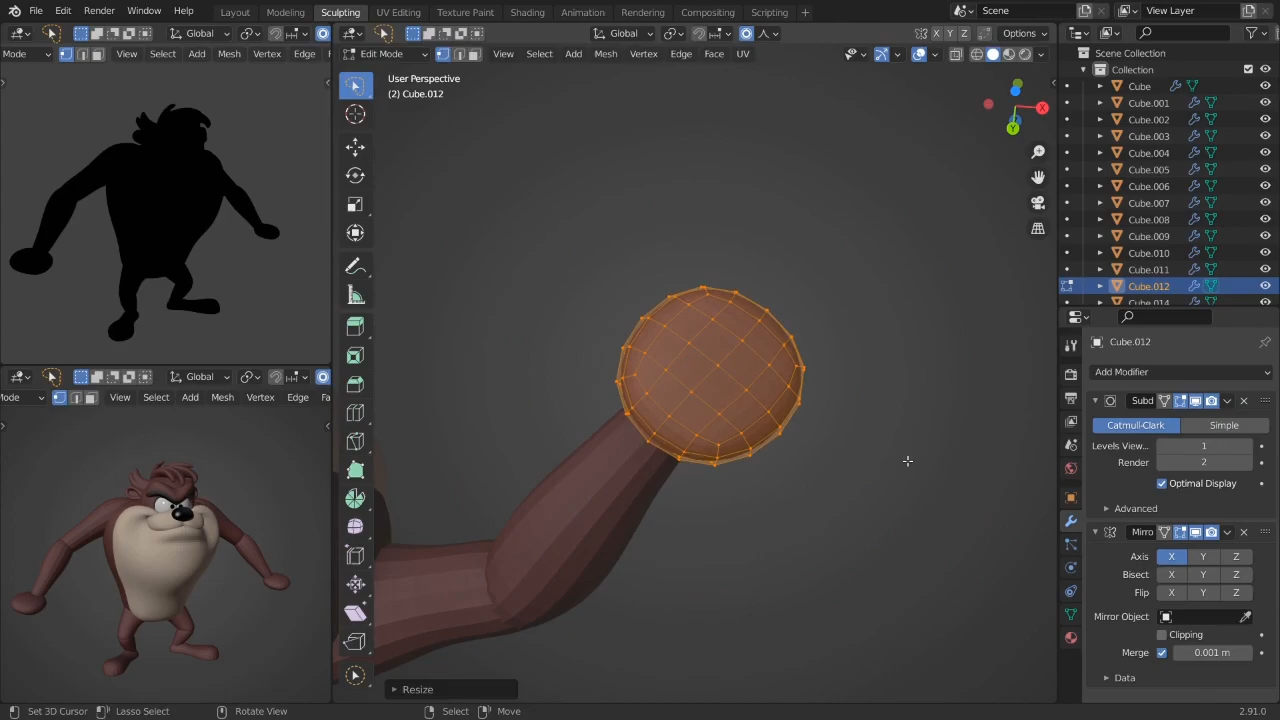 File Edit Render Window Help Layout Modeling Sculpting UV Editing Texture Paint Shading Animation Rendering Compositing Scripting + Scene View Layer
Global Global Options
Mode View Select Add Mesh Vertex Edge Edit Mode View Select Add Mesh Vertex Edge Face UV
X Y Z
User Perspective
(2) Cube.012
X
Y
Scene Collection
Collection
Cube
Cube.001
Cube.002
Cube.003
Cube.004
Cube.005
Cube.006
Cube.007
Cube.008
Cube.009
Cube.010
Cube.011
Cube.012
Cube.014
Cube.012
Add Modifier
Subd
Catmull-Clark Simple
Levels View... 1
Render 2
Optimal Display
Advanced
Mirro
Axis X Y Z
Bisect X Y Z
Flip X Y Z
Mirror Object
Clipping
Merge 0.001 m
Data
Global
Mode View Select Add Mesh Vertex Edge Fa
Resize
Set 3D Cursor Lasso Select Rotate View Select Move 2.91.0